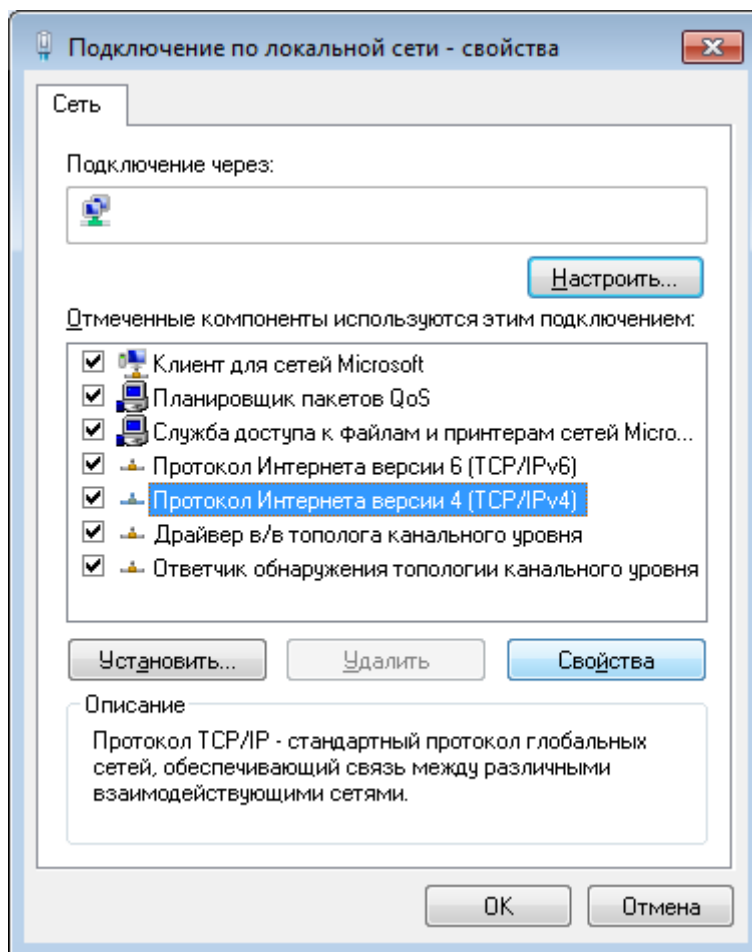 Подключение по локальной сети - свойства
Сеть
Подключение через:
Настроить...
Отмеченные компоненты используются этим подключением:
Клиент для сетей Microsoft
Планировщик пакетов QoS
Служба доступа к файлам и принтерам сетей Micro...
Протокол Интернета версии 6 (TCP/IPv6)
Протокол Интернета версии 4 (TCP/IPv4)
Драйвер в/в тополога канального уровня
Ответчик обнаружения топологии канального уровня
Установить... Удалить Свойства
Описание
Протокол TCP/IP - стандартный протокол глобальных
сетей, обеспечивающий связь между различными
взаимодействующими сетями.
OK Отмена